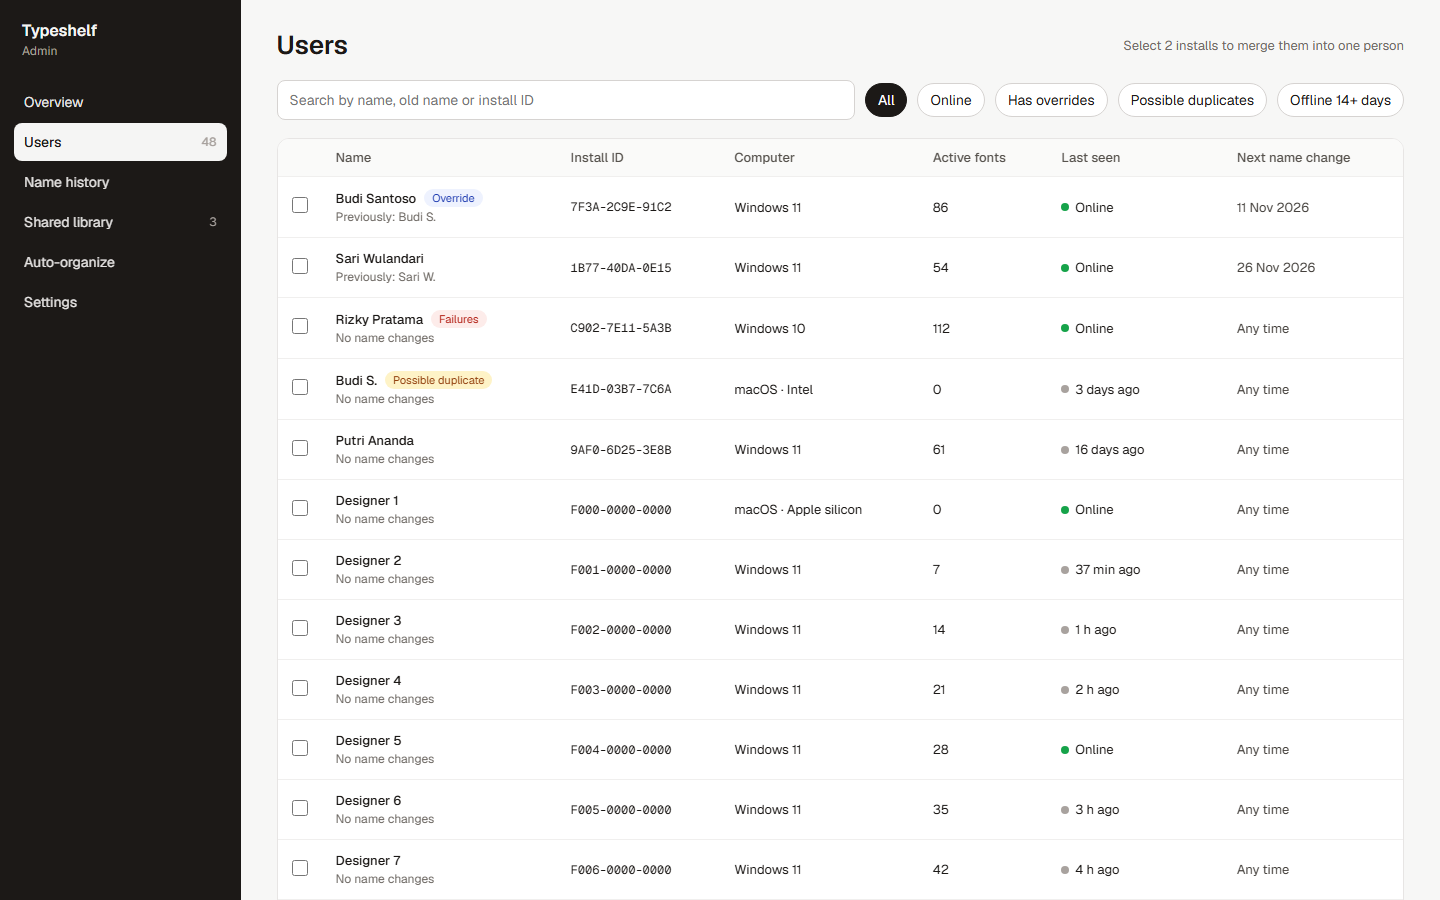 Typeshelf
Admin
Overview
Users 48
Name history
Shared library 3
Auto-organize
Settings
Users
Select 2 installs to merge them into one person
Search by name, old name or install ID
All Online Has overrides Possible duplicates Offline 14+ days
Name Install ID Computer Active fonts Last seen Next name change
Budi Santoso Override
Previously: Budi S.
7F3A-2C9E-91C2 Windows 11 86 Online 11 Nov 2026
Sari Wulandari
Previously: Sari W.
1B77-40DA-0E15 Windows 11 54 Online 26 Nov 2026
Rizky Pratama Failures
No name changes
C902-7E11-5A3B Windows 10 112 Online Any time
Budi S. Possible duplicate
No name changes
E41D-03B7-7C6A macOS · Intel 0 3 days ago Any time
Putri Ananda
No name changes
9AF0-6D25-3E8B Windows 11 61 16 days ago Any time
Designer 1
No name changes
F000-0000-0000 macOS · Apple silicon 0 Online Any time
Designer 2
No name changes
F001-0000-0000 Windows 11 7 37 min ago Any time
Designer 3
No name changes
F002-0000-0000 Windows 11 14 1 h ago Any time
Designer 4
No name changes
F003-0000-0000 Windows 11 21 2 h ago Any time
Designer 5
No name changes
F004-0000-0000 Windows 11 28 Online Any time
Designer 6
No name changes
F005-0000-0000 Windows 11 35 3 h ago Any time
Designer 7
No name changes
F006-0000-0000 Windows 11 42 4 h ago Any time